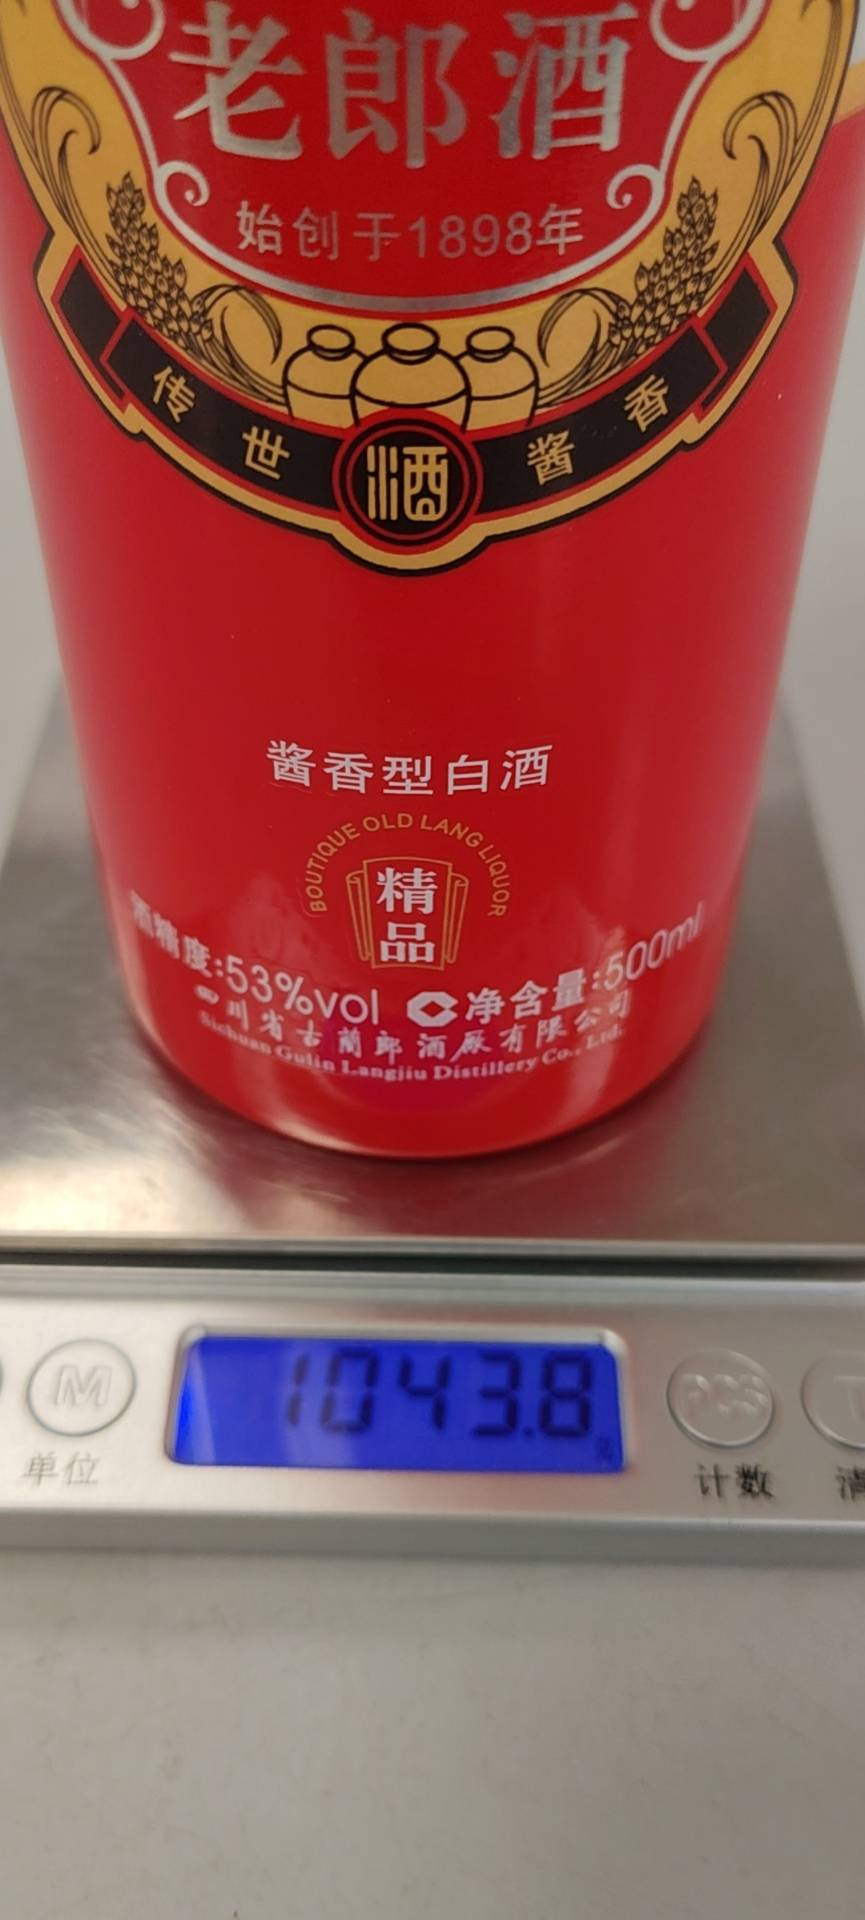 老郎酒
始创于1898年
传世 酒 酱香
酱香型白酒
BOUTIQUE OLD LANG LIQUOR
精品
酒精度:53%vol 净含量:500ml
四川省古蔺郎酒厂有限公司
Sichuan Gulin Langjiu Distillery Co., Ltd.
1043.8
M PCS T
单位 计数 清